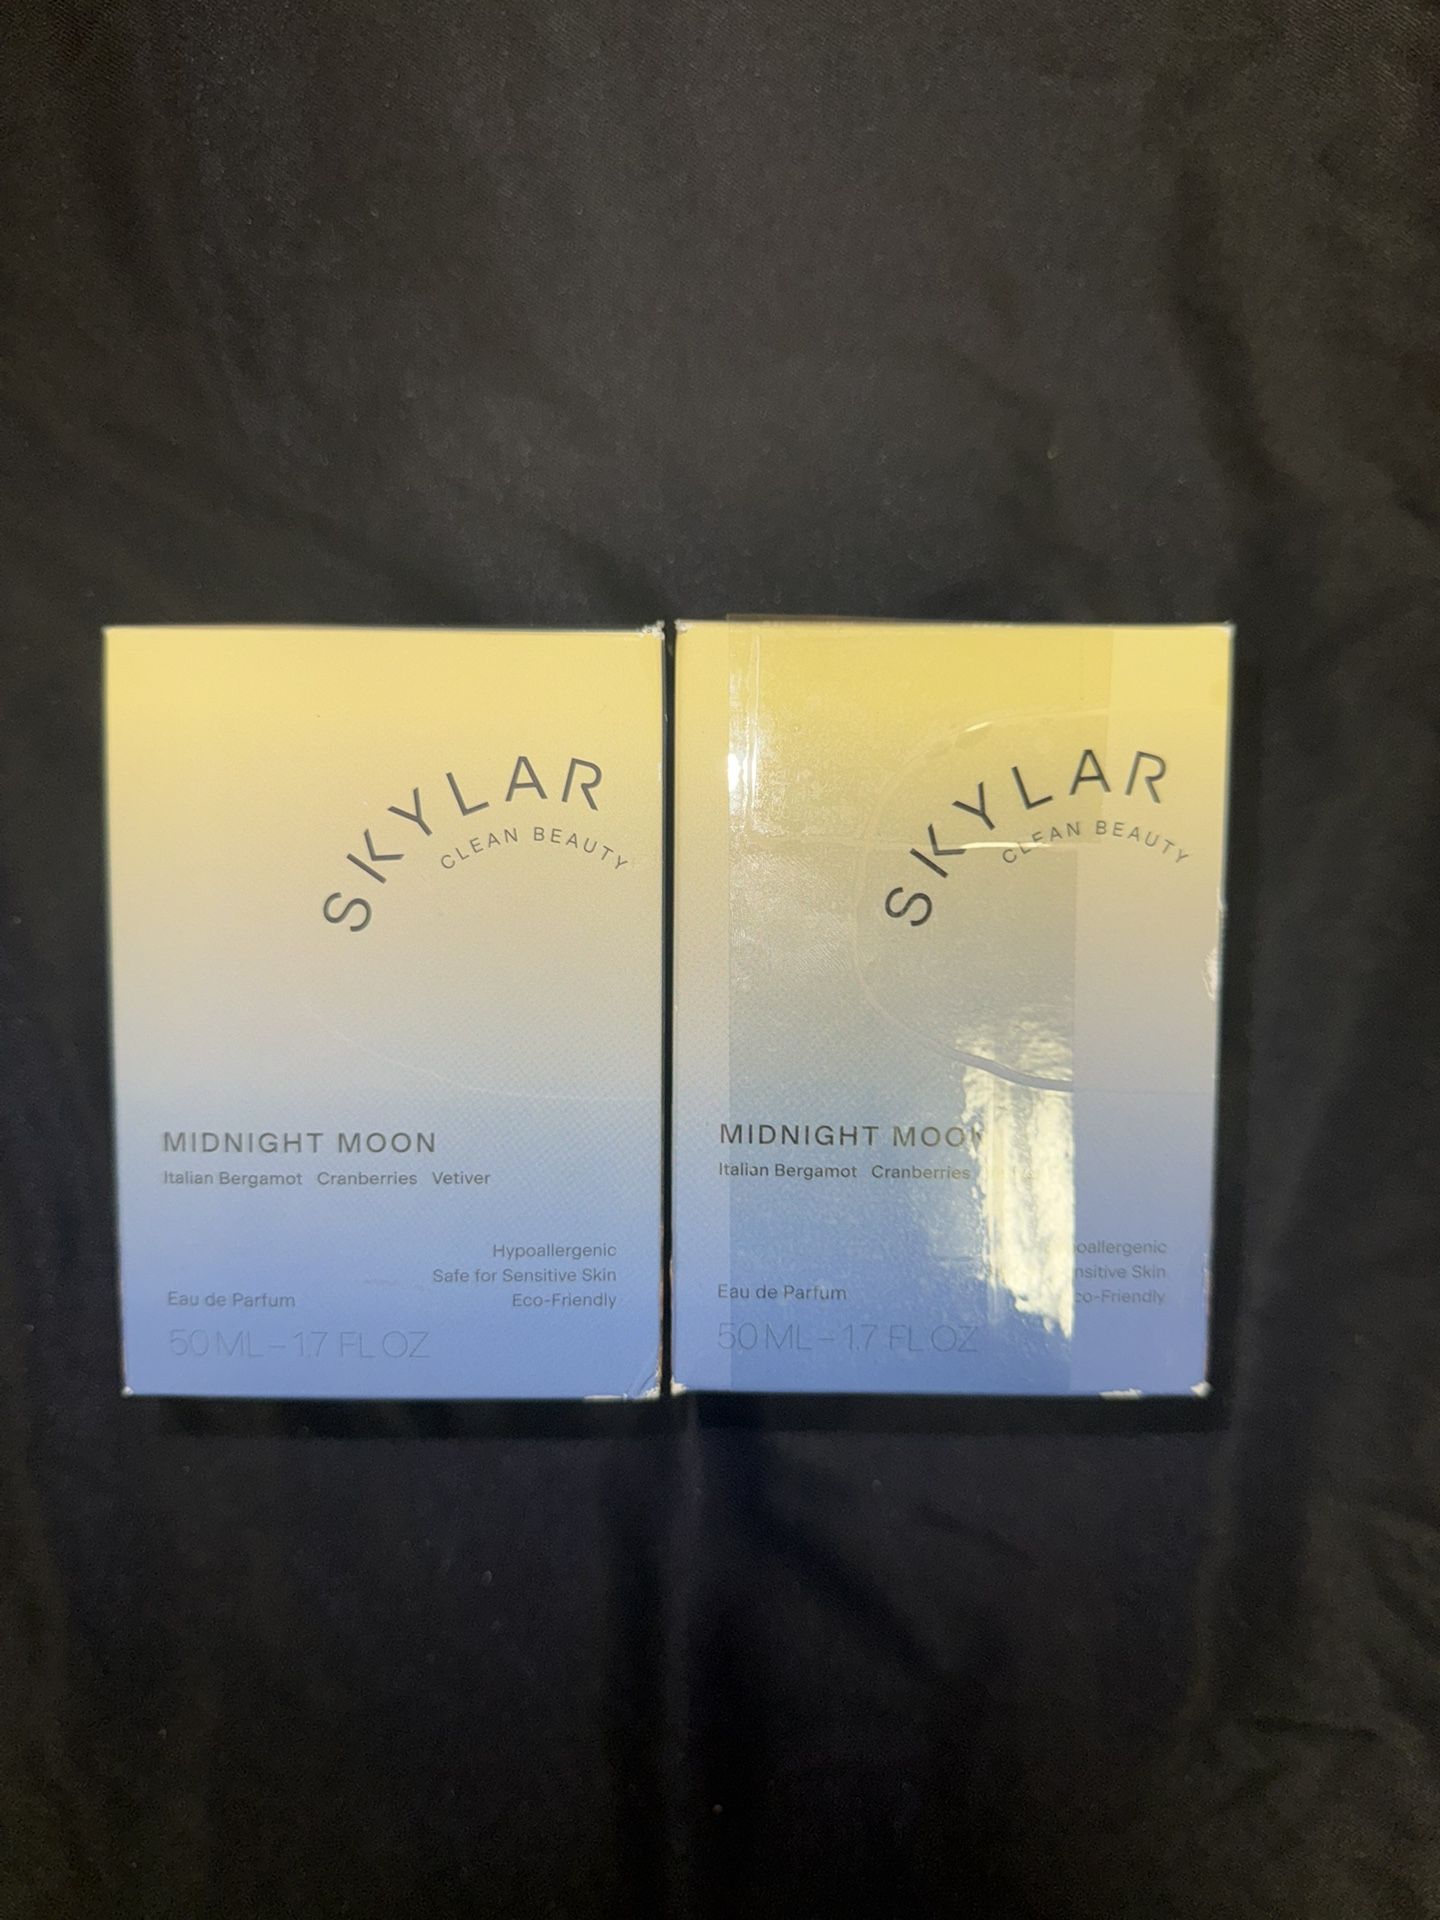 SKYLAR
CLEAN BEAUTY
MIDNIGHT MOON
Italian Bergamot Cranberries Vetiver
Hypoallergenic
Safe for Sensitive Skin
Eau de Parfum Eco-Friendly
50 ML – 1.7 FL OZ
SKYLAR
CLEAN BEAUTY
MIDNIGHT MOON
Italian Bergamot Cranberries
oallergenic
nsitive Skin
Eau de Parfum co-Friendly
50 ML – 1.7 FL OZ